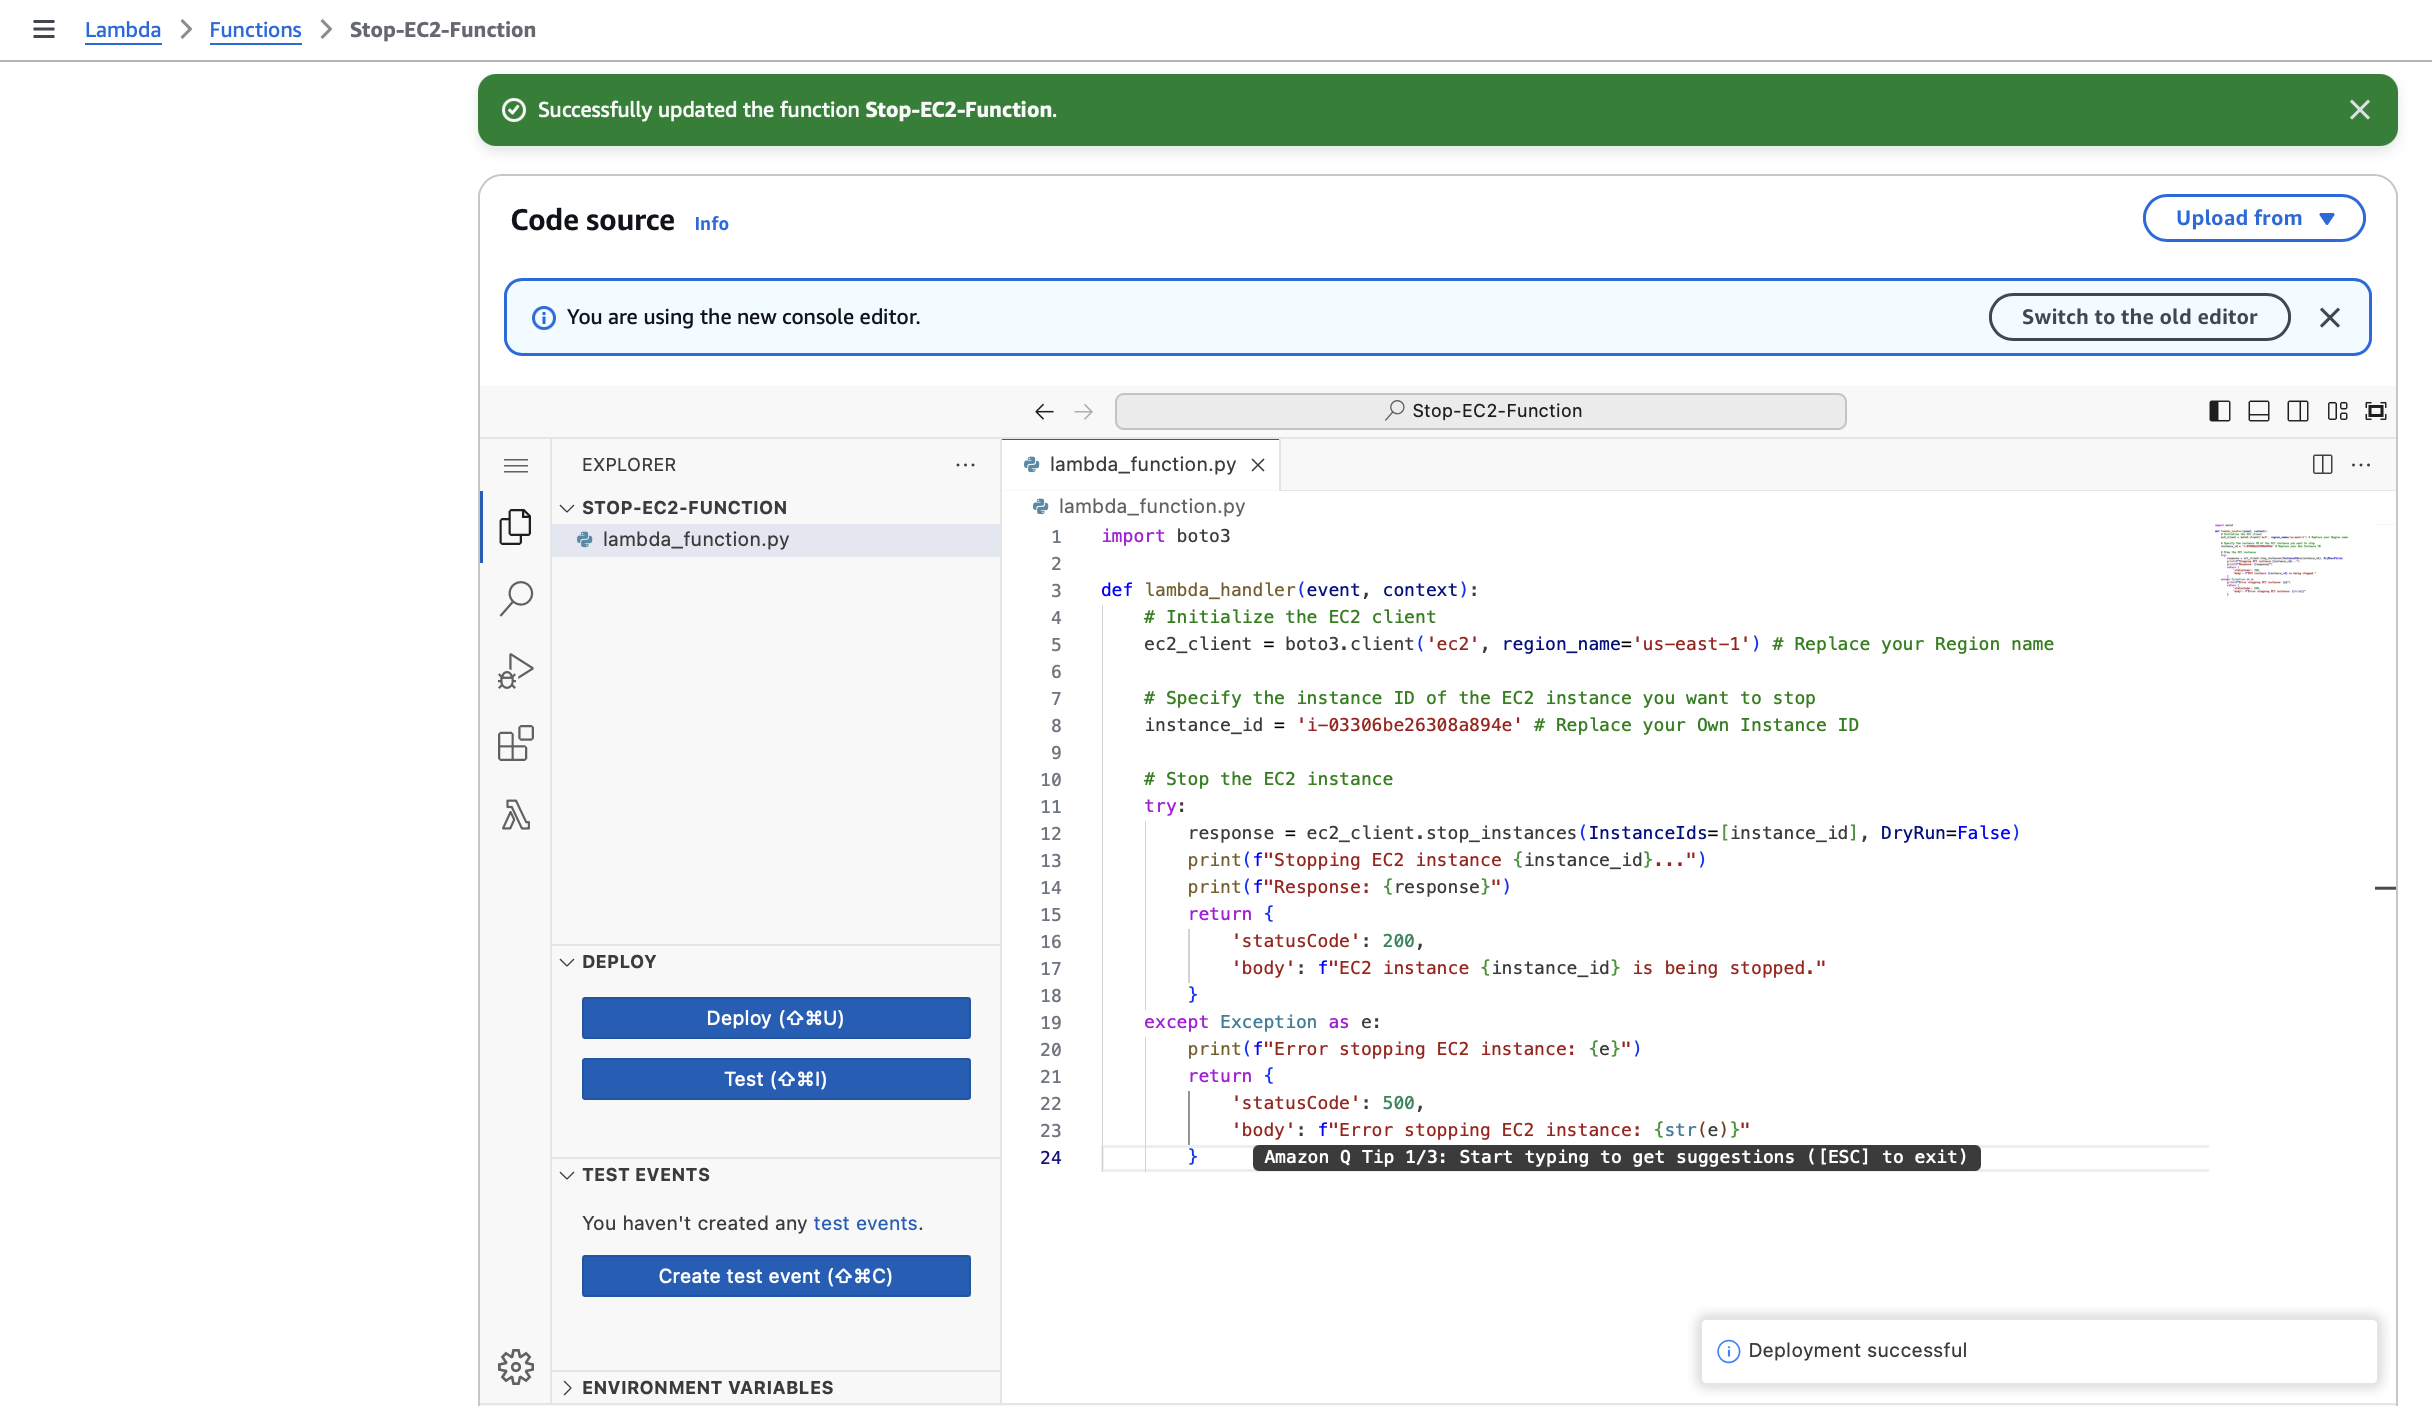 Lambda > Functions > Stop-EC2-Function
Successfully updated the function Stop-EC2-Function.
Code source Info
Upload from
You are using the new console editor.
Switch to the old editor
Stop-EC2-Function
EXPLORER
STOP-EC2-FUNCTION
lambda_function.py
DEPLOY
Deploy (⇧⌘U)
Test (⇧⌘I)
TEST EVENTS
You haven't created any test events.
Create test event (⇧⌘C)
ENVIRONMENT VARIABLES
lambda_function.py
lambda_function.py
1 import boto3
2
3 def lambda_handler(event, context):
4     # Initialize the EC2 client
5     ec2_client = boto3.client('ec2', region_name='us-east-1') # Replace your Region name
6
7     # Specify the instance ID of the EC2 instance you want to stop
8     instance_id = 'i-03306be26308a894e' # Replace your Own Instance ID
9
10     # Stop the EC2 instance
11     try:
12         response = ec2_client.stop_instances(InstanceIds=[instance_id], DryRun=False)
13         print(f"Stopping EC2 instance {instance_id}...")
14         print(f"Response: {response}")
15         return {
16             'statusCode': 200,
17             'body': f"EC2 instance {instance_id} is being stopped."
18         }
19     except Exception as e:
20         print(f"Error stopping EC2 instance: {e}")
21         return {
22             'statusCode': 500,
23             'body': f"Error stopping EC2 instance: {str(e)}"
24         } Amazon Q Tip 1/3: Start typing to get suggestions ([ESC] to exit)
Deployment successful